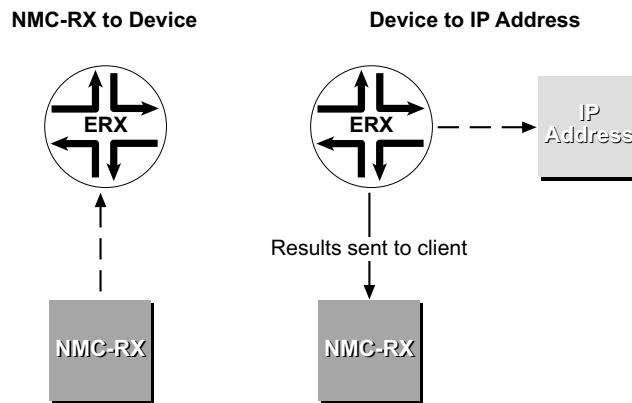 NMC-RX to Device
Device to IP Address
ERX
ERX
IP
Address
Results sent to client
NMC-RX
NMC-RX